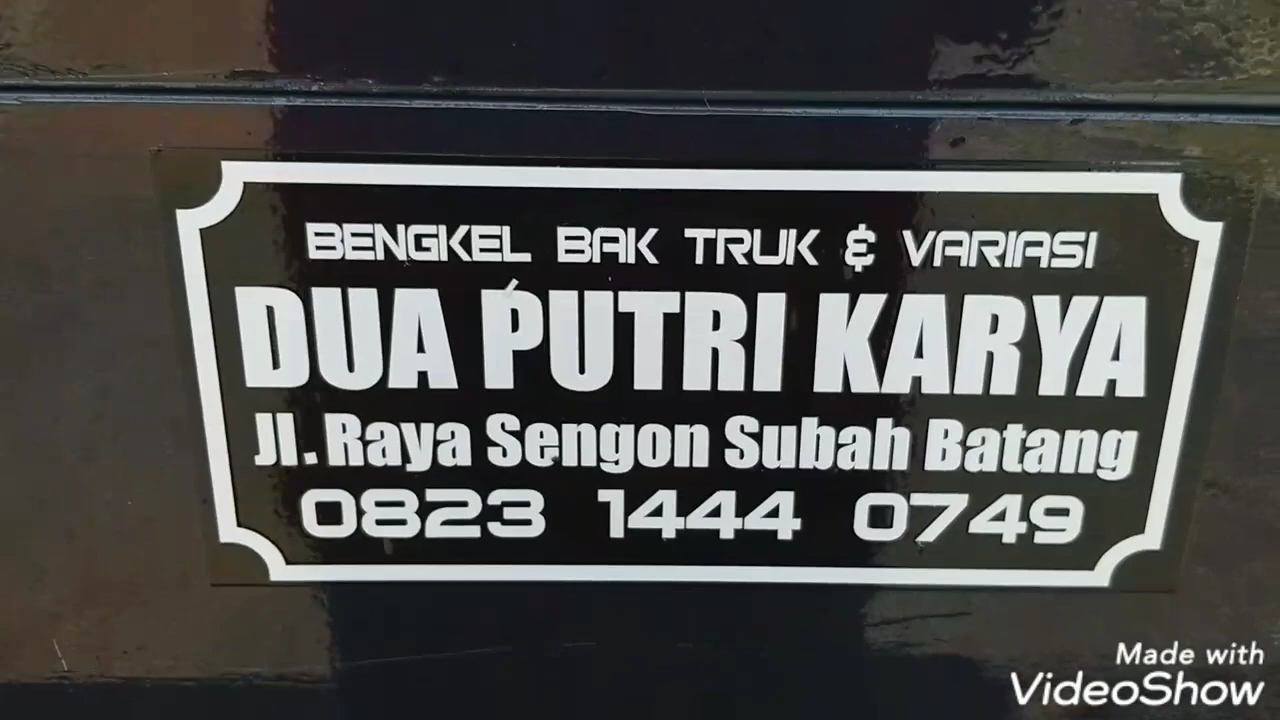 BENGKEL BAK TRUK & VARIASI
DUA PUTRI KARYA
Jl. Raya Sengon Subah Batang
0823 1444 0749
Made with
VideoShow